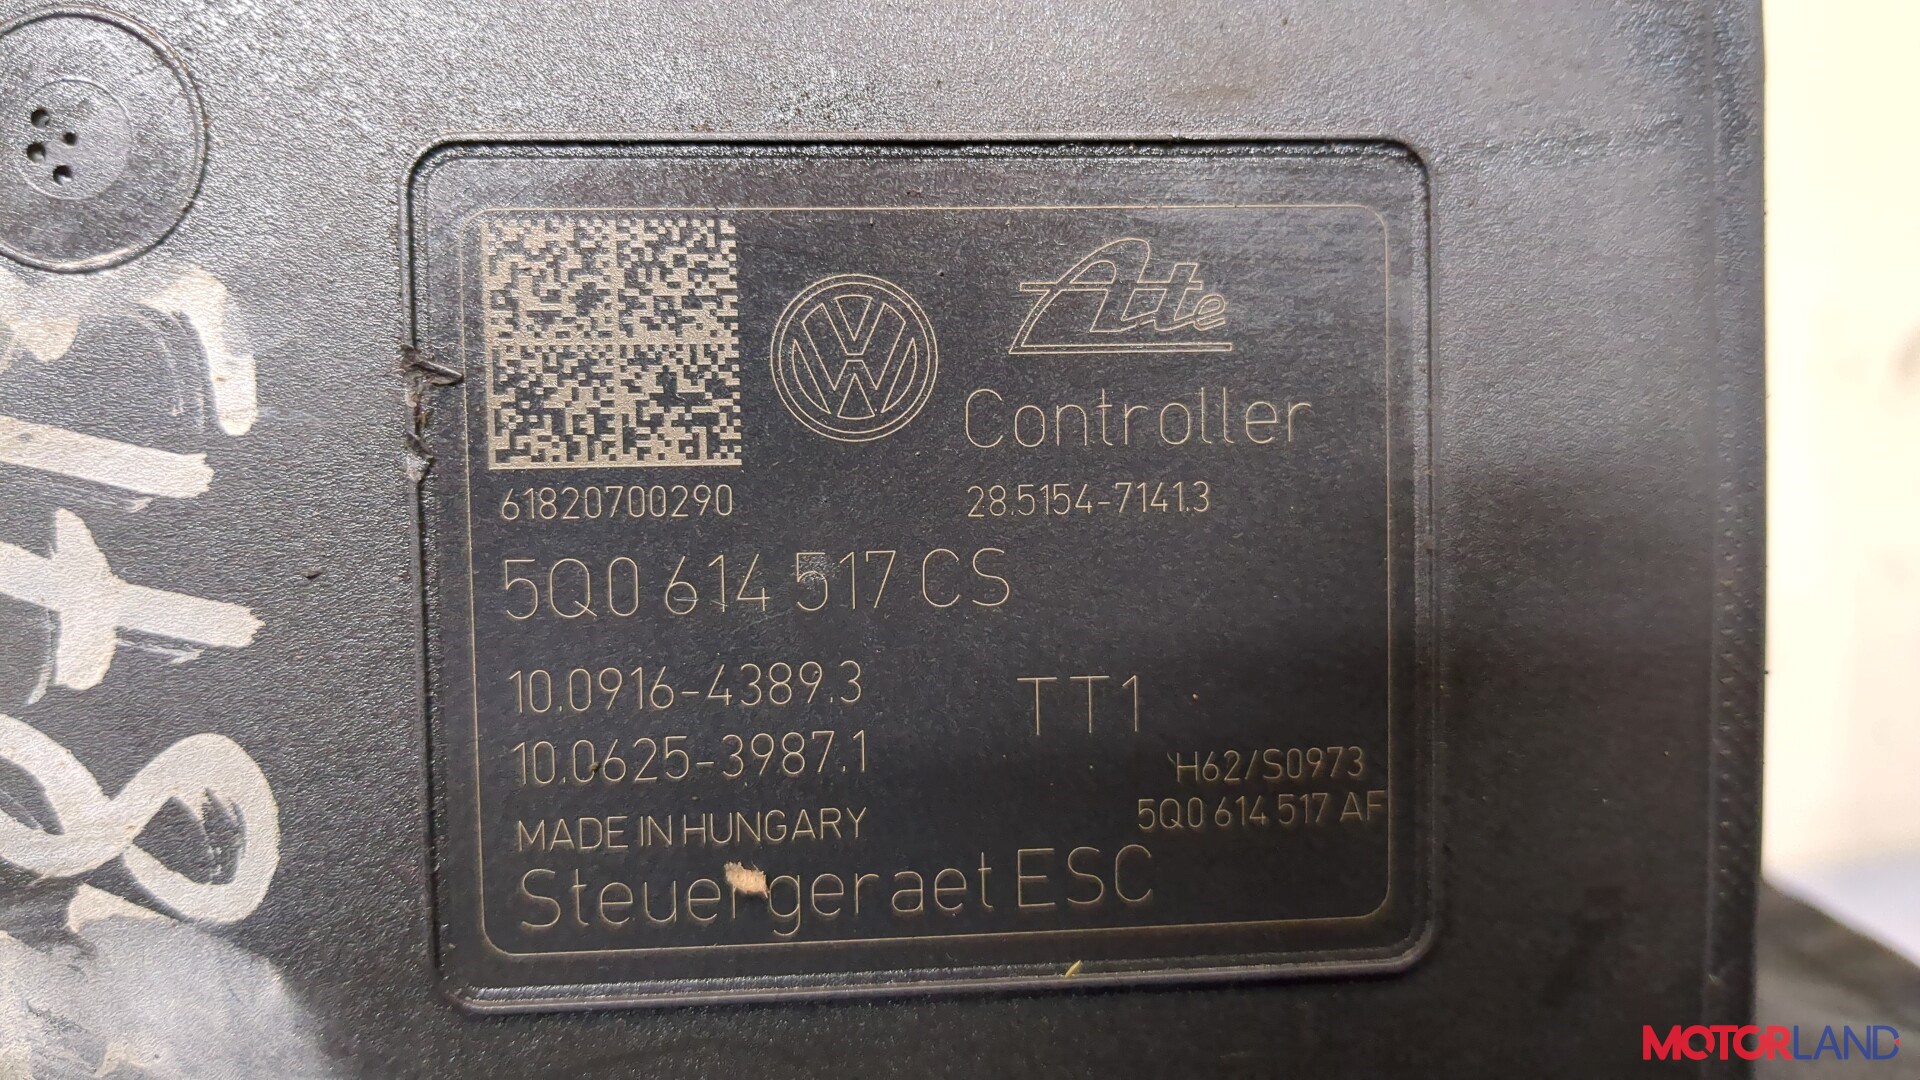 Ate
Controller
61820700290
28.5154-7141.3
5Q0 614 517 CS
10.0916-4389.3
TT1
10.0625-3987.1
H62/S0973
5Q0 614 517 AF
MADE IN HUNGARY
Steuergeraet ESC
MOTORLAND